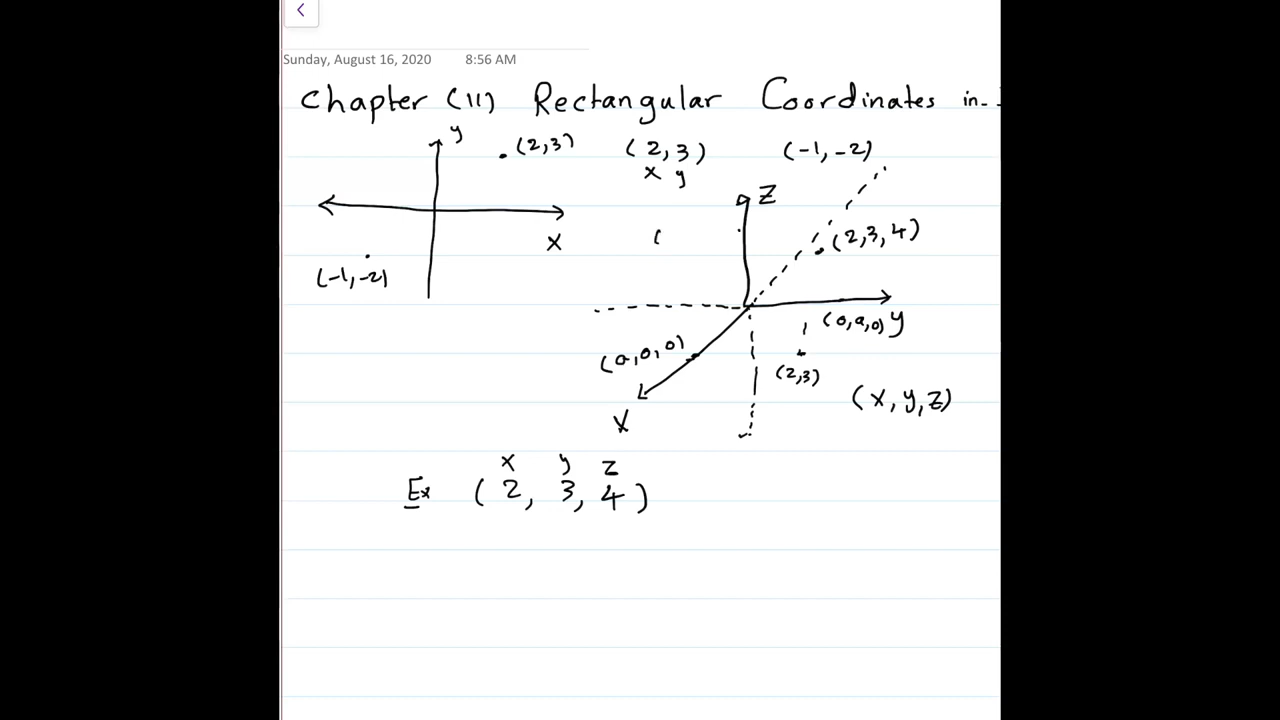 Sunday, August 16, 2020 8:56 AM
Chapter (11) Rectangular Coordinates in
y
(2,3)
(2,3)
x y
(-1,-2)
z
x
(
(2,3,4)
(-1,-2)
(0,a,0) y
(a,0,0)
(2,3)
(x,y,z)
x
x y z
Ex (2, 3, 4)